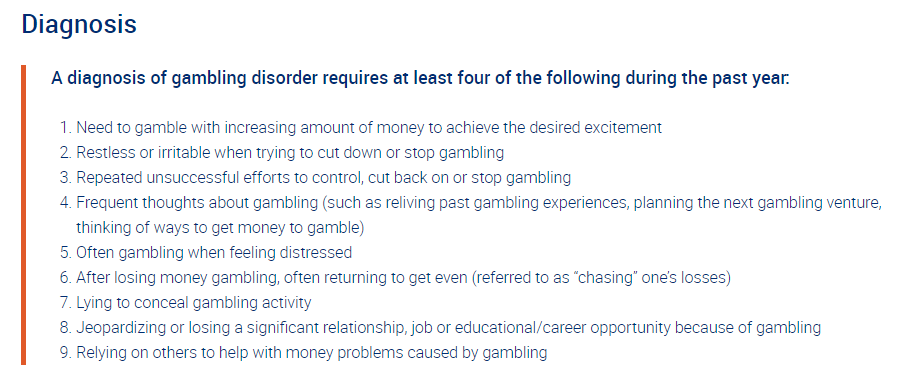 Diagnosis
A diagnosis of gambling disorder requires at least four of the following during the past year:
1. Need to gamble with increasing amount of money to achieve the desired excitement
2. Restless or irritable when trying to cut down or stop gambling
3. Repeated unsuccessful efforts to control, cut back on or stop gambling
4. Frequent thoughts about gambling (such as reliving past gambling experiences, planning the next gambling venture,
thinking of ways to get money to gamble)
5. Often gambling when feeling distressed
6. After losing money gambling, often returning to get even (referred to as “chasing” one’s losses)
7. Lying to conceal gambling activity
8. Jeopardizing or losing a significant relationship, job or educational/career opportunity because of gambling
9. Relying on others to help with money problems caused by gambling